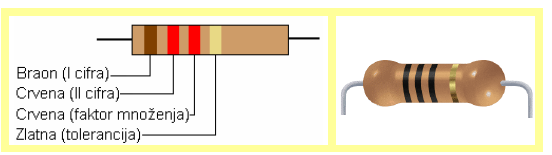 Braon (I cifra)
Crvena (II cifra)
Crvena (faktor množenja)
Zlatna (tolerancija)